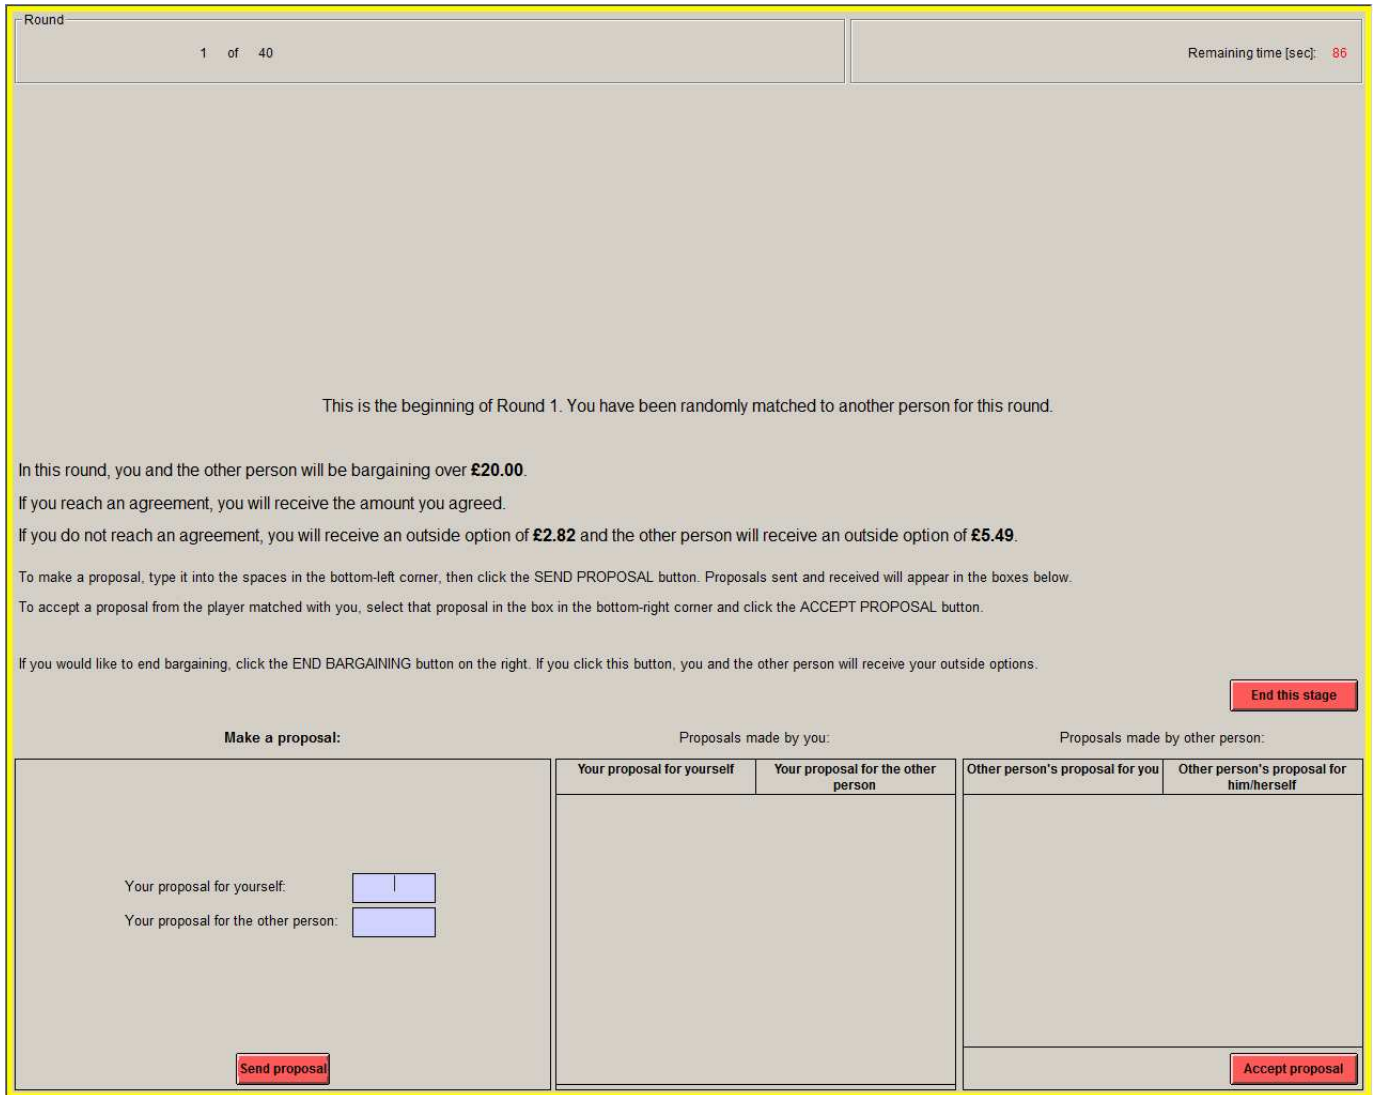 Round
1 of 40
Remaining time [sec]: 86
This is the beginning of Round 1. You have been randomly matched to another person for this round.
In this round, you and the other person will be bargaining over £20.00.
If you reach an agreement, you will receive the amount you agreed.
If you do not reach an agreement, you will receive an outside option of £2.82 and the other person will receive an outside option of £5.49.
To make a proposal, type it into the spaces in the bottom-left corner, then click the SEND PROPOSAL button. Proposals sent and received will appear in the boxes below.
To accept a proposal from the player matched with you, select that proposal in the box in the bottom-right corner and click the ACCEPT PROPOSAL button.
If you would like to end bargaining, click the END BARGAINING button on the right. If you click this button, you and the other person will receive your outside options.
End this stage
Make a proposal:
Proposals made by you:
Proposals made by other person:
Your proposal for yourself
Your proposal for the other
person
Other person's proposal for you
Other person's proposal for
him/herself
Your proposal for yourself:
Your proposal for the other person:
Send proposal
Accept proposal